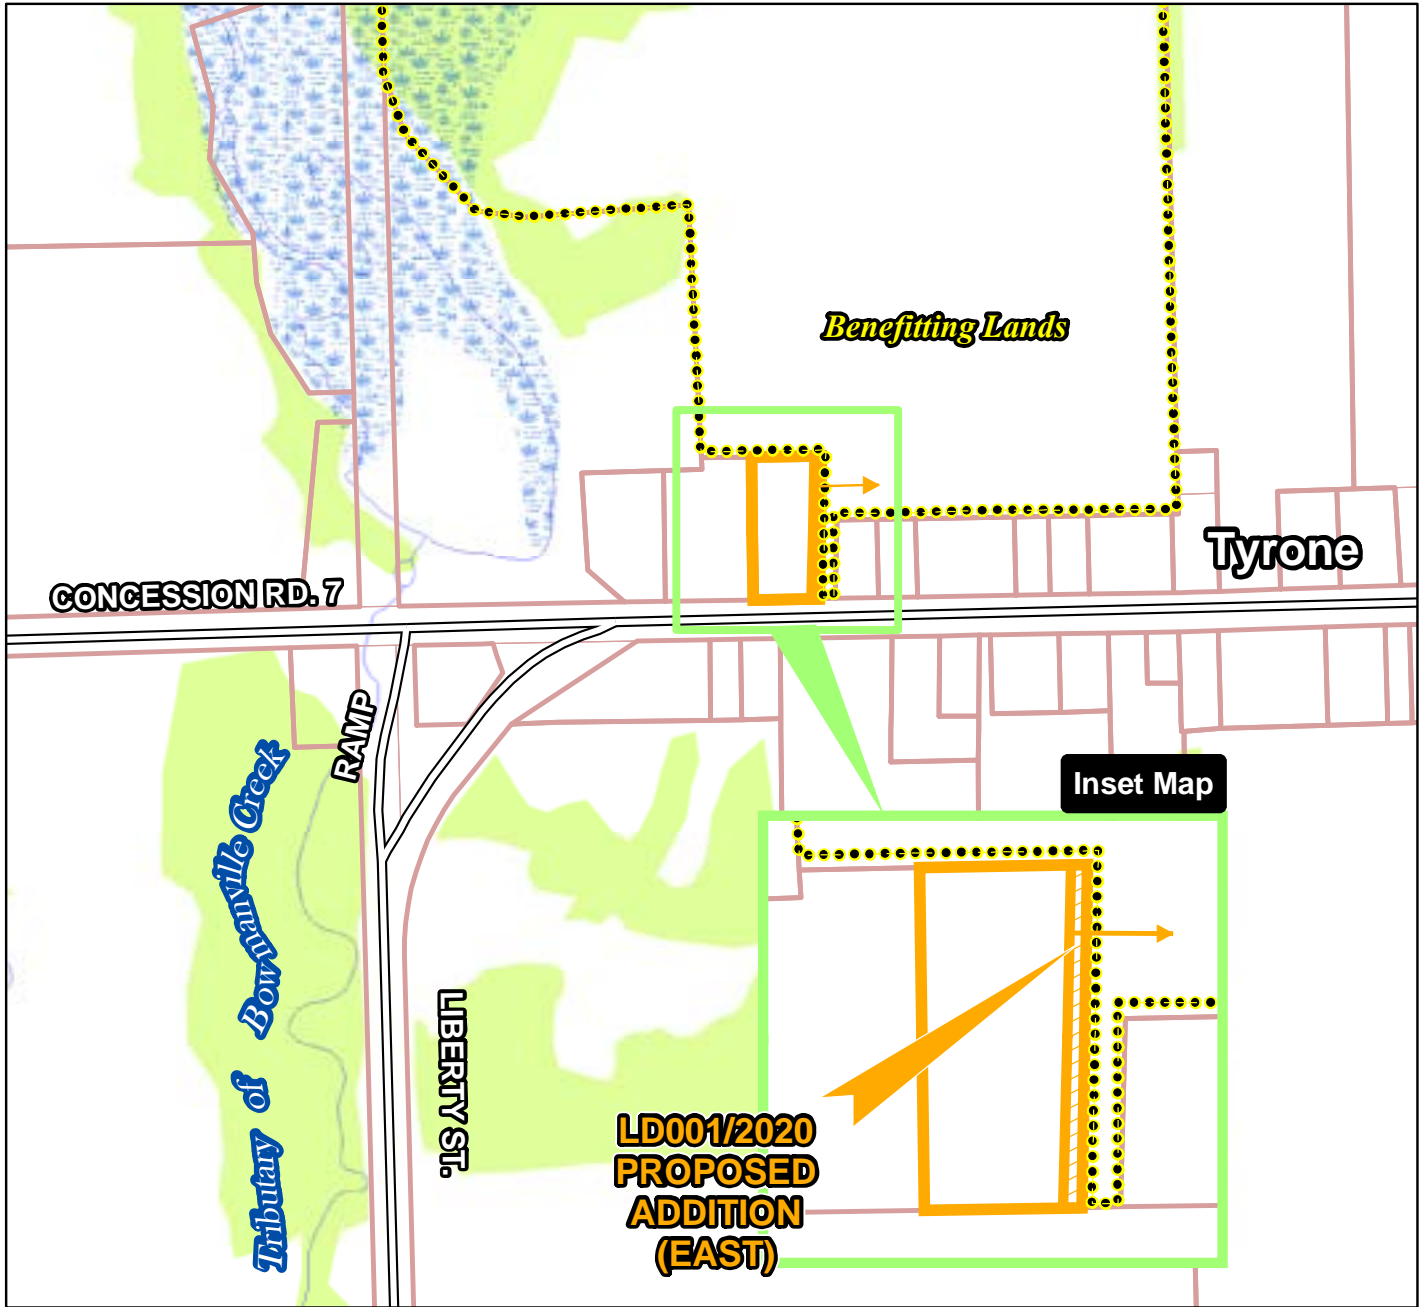 Benefitting Lands
Tyrone
CONCESSION RD. 7
RAMP
Inset Map
Tributary of Bowmanville Creek
LIBERTY ST.
LD001/2020
PROPOSED
ADDITION
(EAST)